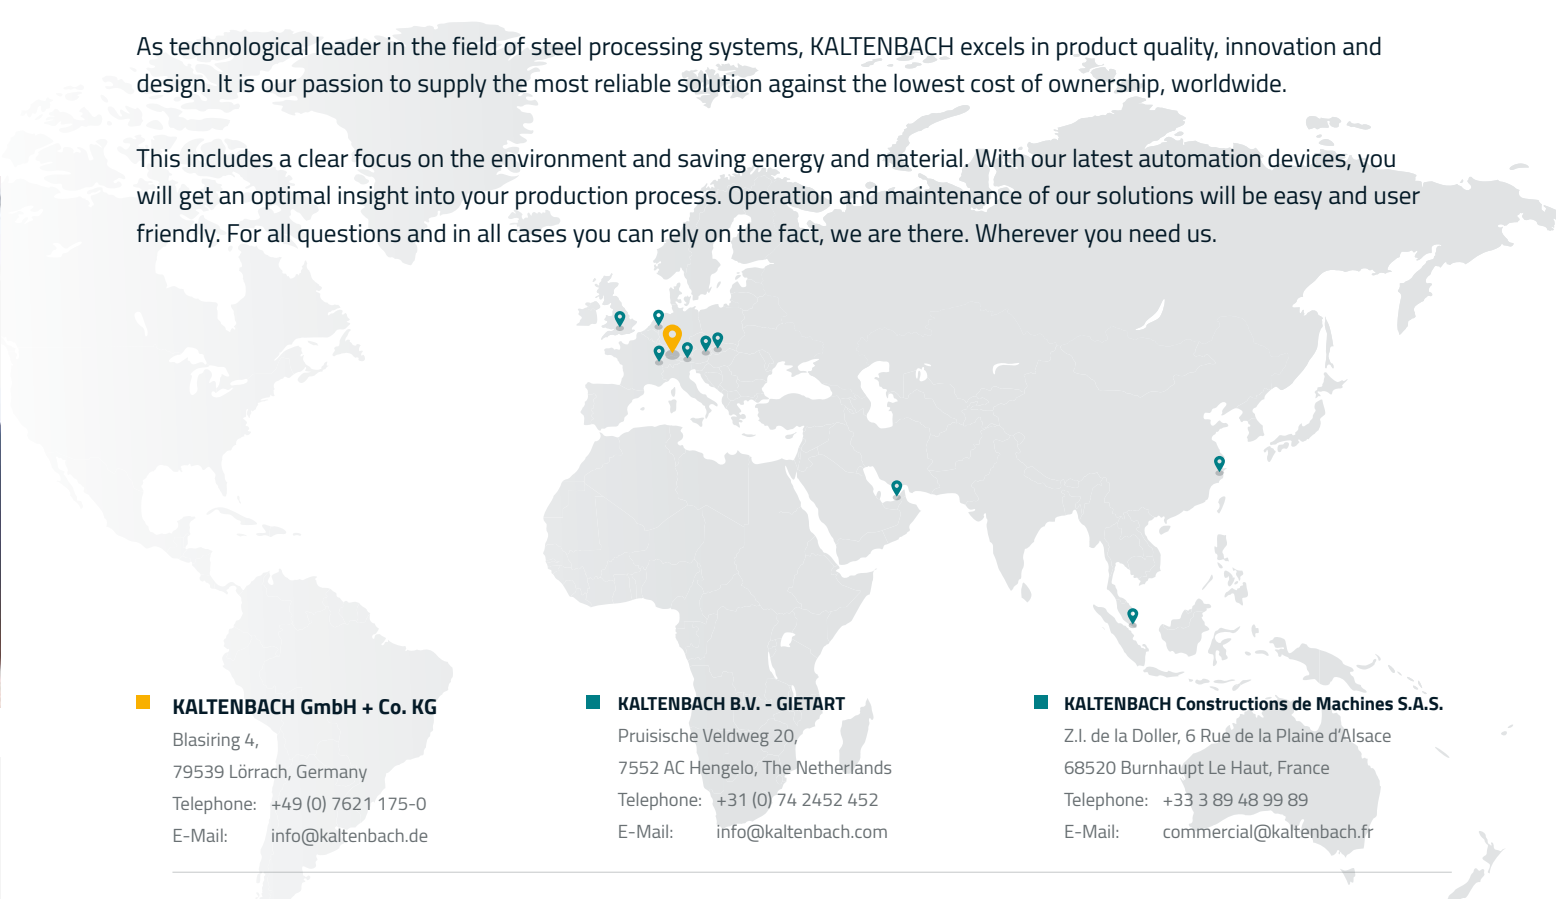 As technological leader in the field of steel processing systems, KALTENBACH excels in product quality, innovation and
design. It is our passion to supply the most reliable solution against the lowest cost of ownership, worldwide.
This includes a clear focus on the environment and saving energy and material. With our latest automation devices, you
will get an optimal insight into your production process. Operation and maintenance of our solutions will be easy and user
friendly. For all questions and in all cases you can rely on the fact, we are there. Wherever you need us.
KALTENBACH GmbH + Co. KG
Blasiring 4,
79539 Lörrach, Germany
Telephone: +49 (0) 7621 175-0
E-Mail: info@kaltenbach.de
KALTENBACH B.V. - GIETART
Pruisische Veldweg 20,
7552 AC Hengelo, The Netherlands
Telephone: +31 (0) 74 2452 452
E-Mail: info@kaltenbach.com
KALTENBACH Constructions de Machines S.A.S.
Z.I. de la Doller, 6 Rue de la Plaine d'Alsace
68520 Burnhaupt Le Haut, France
Telephone: +33 3 89 48 99 89
E-Mail: commercial@kaltenbach.fr